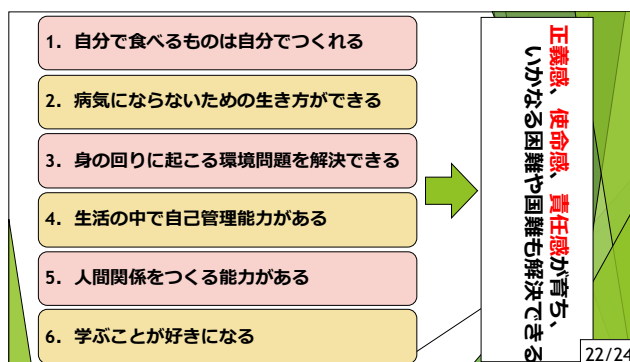 1. 自分で食べるものは自分でつくれる
2. 病気にならないための生き方ができる
3. 身の回りに起こる環境問題を解決できる
4. 生活の中で自己管理能力がある
5. 人間関係をつくる能力がある
6. 学ぶことが好きになる
正義感、使命感、責任感が育ち、
いかなる困難や国難も解決できる
22/24